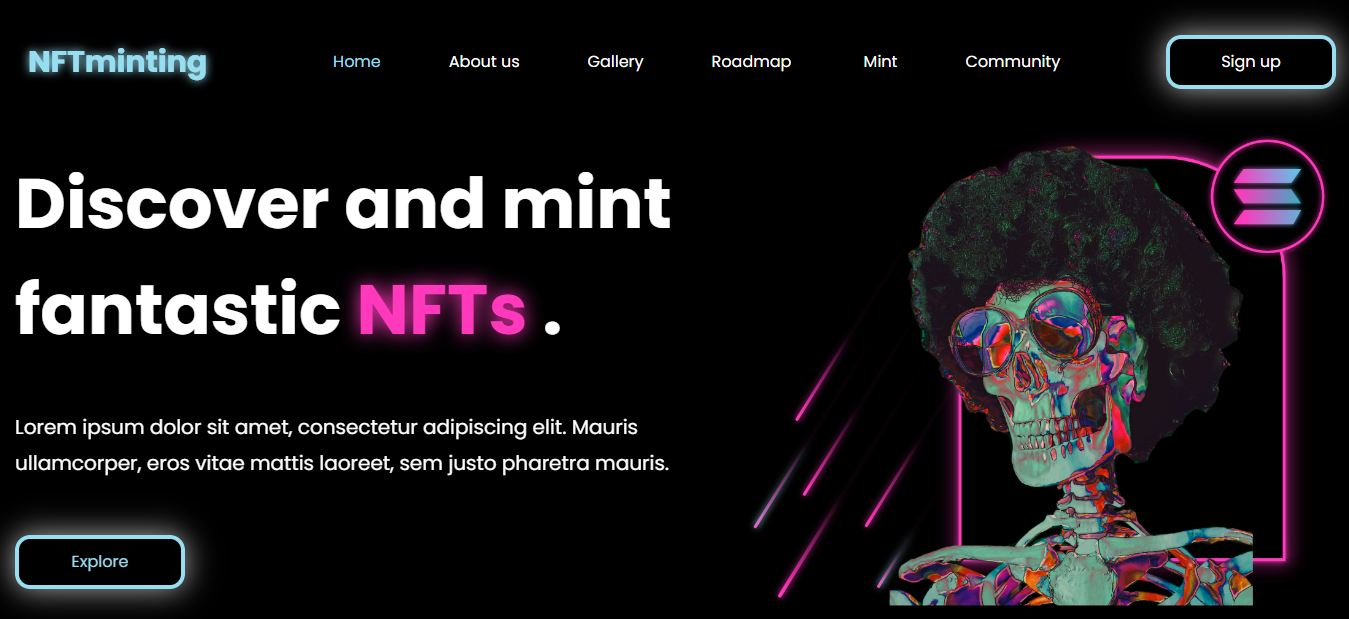 NFTminting
Home
About us
Gallery
Roadmap
Mint
Community
Sign up
Discover and mint
fantastic NFTs .
Lorem ipsum dolor sit amet, consectetur adipiscing elit. Mauris
ullamcorper, eros vitae mattis laoreet, sem justo pharetra mauris.
Explore